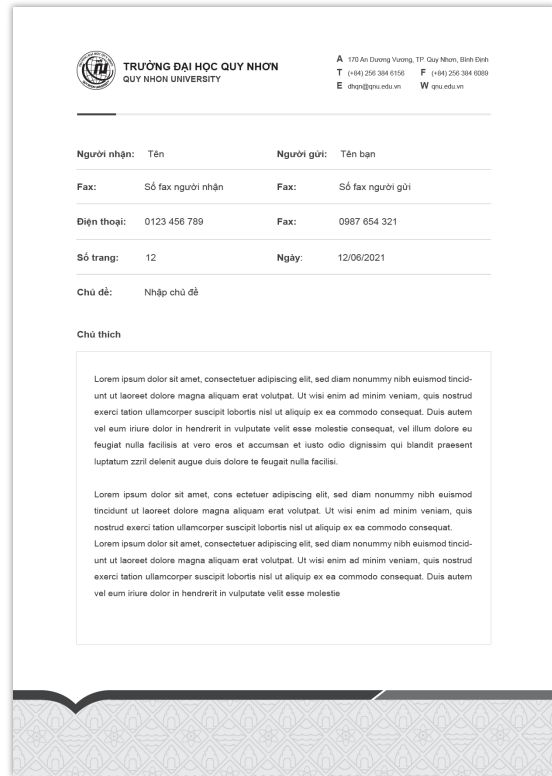 TRƯỜNG ĐẠI HỌC QUY NHƠN
QUY NHON UNIVERSITY
A 170 An Dương Vương, TP. Quy Nhơn, Bình Định
T (+84) 256 384 6156 F (+84) 256 384 6089
E dhqn@qnu.edu.vn W qnu.edu.vn
Người nhận: Tên Người gửi: Tên bạn
Fax: Số fax người nhận Fax: Số fax người gửi
Điện thoại: 0123 456 789 Fax: 0987 654 321
Số trang: 12 Ngày: 12/06/2021
Chủ đề: Nhập chủ đề
Chú thích
Lorem ipsum dolor sit amet, consectetuer adipiscing elit, sed diam nonummy nibh euismod tincid-
unt ut laoreet dolore magna aliquam erat volutpat. Ut wisi enim ad minim veniam, quis nostrud
exerci tation ullamcorper suscipit lobortis nisl ut aliquip ex ea commodo consequat. Duis autem
vel eum iriure dolor in hendrerit in vulputate velit esse molestie consequat, vel illum dolore eu
feugiat nulla facilisis at vero eros et accumsan et iusto odio dignissim qui blandit praesent
luptatum zzril delenit augue duis dolore te feugait nulla facilisi.
Lorem ipsum dolor sit amet, cons ectetuer adipiscing elit, sed diam nonummy nibh euismod
tincidunt ut laoreet dolore magna aliquam erat volutpat. Ut wisi enim ad minim veniam, quis
nostrud exerci tation ullamcorper suscipit lobortis nisl ut aliquip ex ea commodo consequat.
Lorem ipsum dolor sit amet, consectetuer adipiscing elit, sed diam nonummy nibh euismod tincid-
unt ut laoreet dolore magna aliquam erat volutpat. Ut wisi enim ad minim veniam, quis nostrud
exerci tation ullamcorper suscipit lobortis nisl ut aliquip ex ea commodo consequat. Duis autem
vel eum iriure dolor in hendrerit in vulputate velit esse molestie